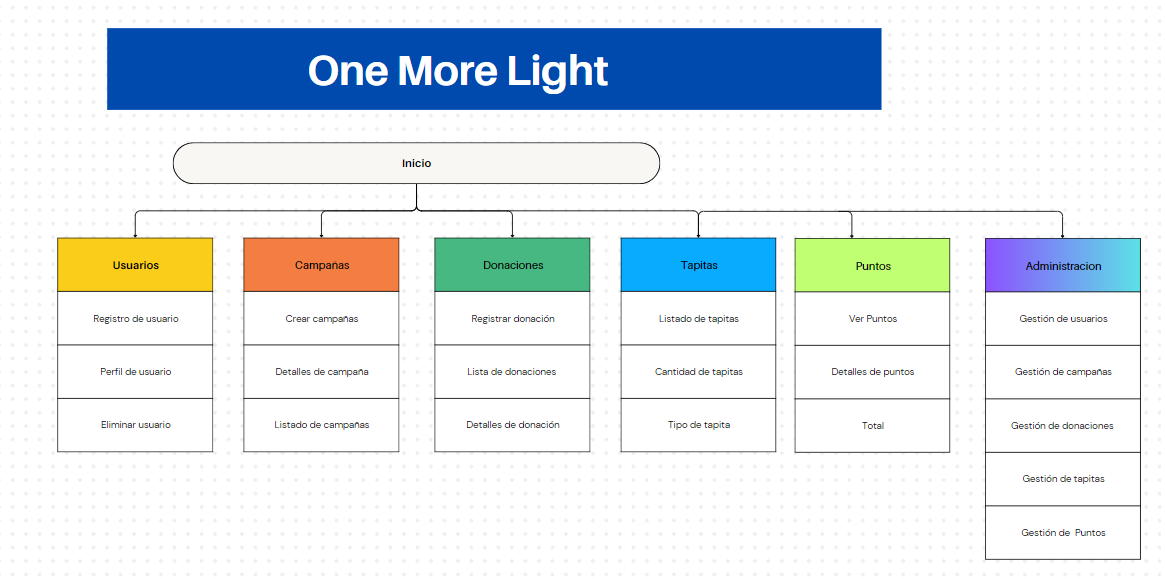 One More Light
Inicio
Usuarios
Registro de usuario
Perfil de usuario
Eliminar usuario
Campañas
Crear campañas
Detalles de campaña
Listado de campañas
Donaciones
Registrar donación
Lista de donaciones
Detalles de donación
Tapitas
Listado de tapitas
Cantidad de tapitas
Tipo de tapita
Puntos
Ver Puntos
Detalles de puntos
Total
Administracion
Gestión de usuarios
Gestión de campañas
Gestión de donaciones
Gestión de tapitas
Gestión de Puntos